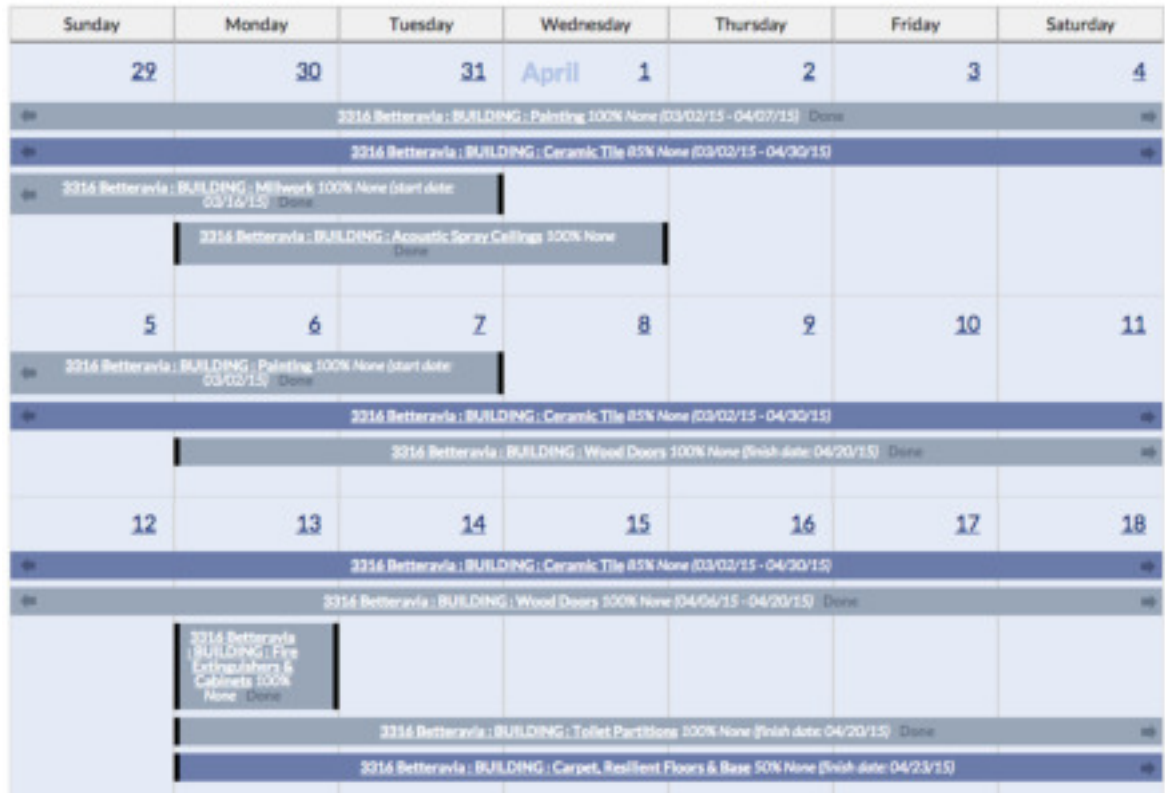 Sunday Monday Tuesday Wednesday Thursday Friday Saturday
29 30 31 April 1 2 3 4
3316 Betteravia : BUILDING : Painting 100% None (03/02/15 - 04/07/15) Done
3316 Betteravia : BUILDING : Ceramic Tile 85% None (03/02/15 - 04/30/15)
3316 Betteravia : BUILDING : Millwork 100% None (start date:
03/16/15) Done
3316 Betteravia : BUILDING : Acoustic Spray Ceilings 100% None
Done
5 6 7 8 9 10 11
3316 Betteravia : BUILDING : Painting 100% None (start date:
03/02/15) Done
3316 Betteravia : BUILDING : Ceramic Tile 85% None (03/02/15 - 04/30/15)
3316 Betteravia : BUILDING : Wood Doors 100% None (finish date: 04/20/15) Done
12 13 14 15 16 17 18
3316 Betteravia : BUILDING : Ceramic Tile 85% None (03/02/15 - 04/30/15)
3316 Betteravia : BUILDING : Wood Doors 100% None (04/06/15 - 04/20/15) Done
3316 Betteravia
: BUILDING : Fire
Extinguishers &
Cabinets 100%
None Done
3316 Betteravia : BUILDING : Toilet Partitions 100% None (finish date: 04/20/15) Done
3316 Betteravia : BUILDING : Carpet, Resilient Floors & Base 50% None (finish date: 04/23/15)